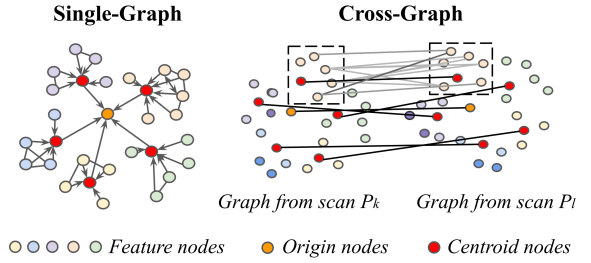 Single-Graph
Cross-Graph
Graph from scan Pk
Graph from scan Pl
Feature nodes
Origin nodes
Centroid nodes